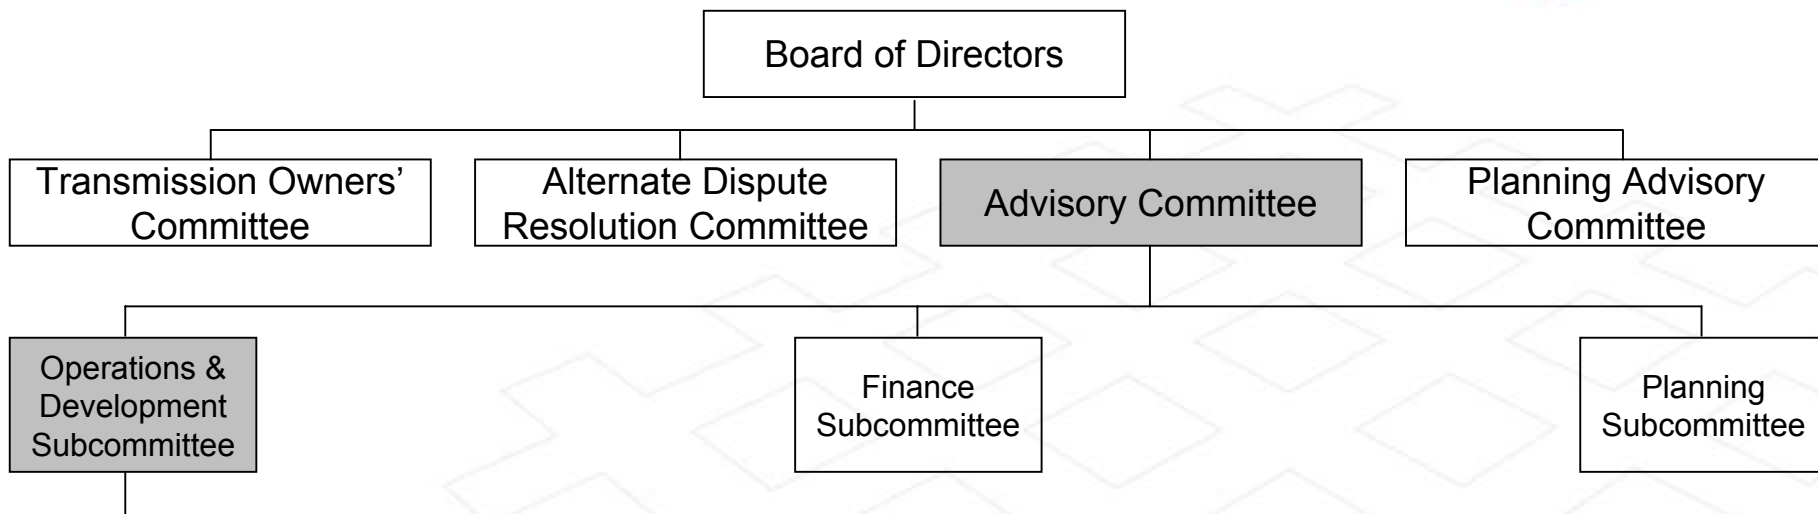 Board of Directors
Transmission Owners’
Committee
Alternate Dispute
Resolution Committee
Advisory Committee
Planning Advisory
Committee
Operations &
Development
Subcommittee
Finance
Subcommittee
Planning
Subcommittee